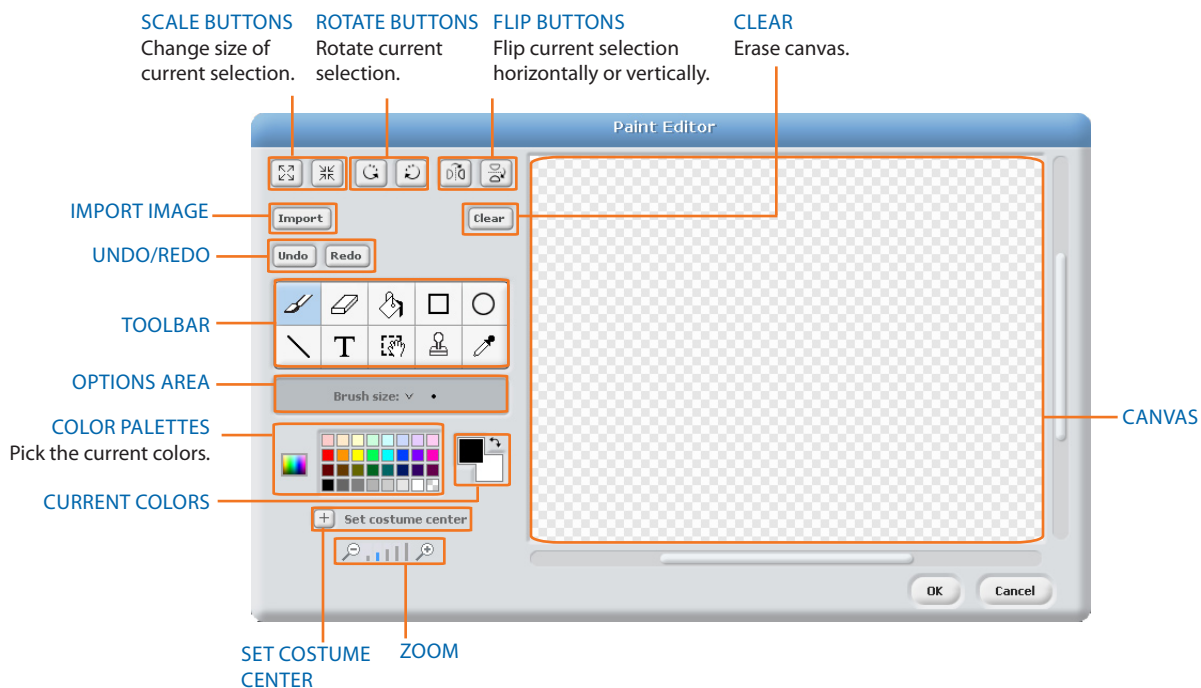 SCALE BUTTONS
Change size of
current selection.
ROTATE BUTTONS
Rotate current
selection.
FLIP BUTTONS
Flip current selection
horizontally or vertically.
CLEAR
Erase canvas.
Paint Editor
IMPORT IMAGE
Import
Clear
UNDO/REDO
Undo Redo
TOOLBAR
T
OPTIONS AREA
Brush size:
COLOR PALETTES
Pick the current colors.
CANVAS
CURRENT COLORS
Set costume center
OK Cancel
SET COSTUME
CENTER
ZOOM